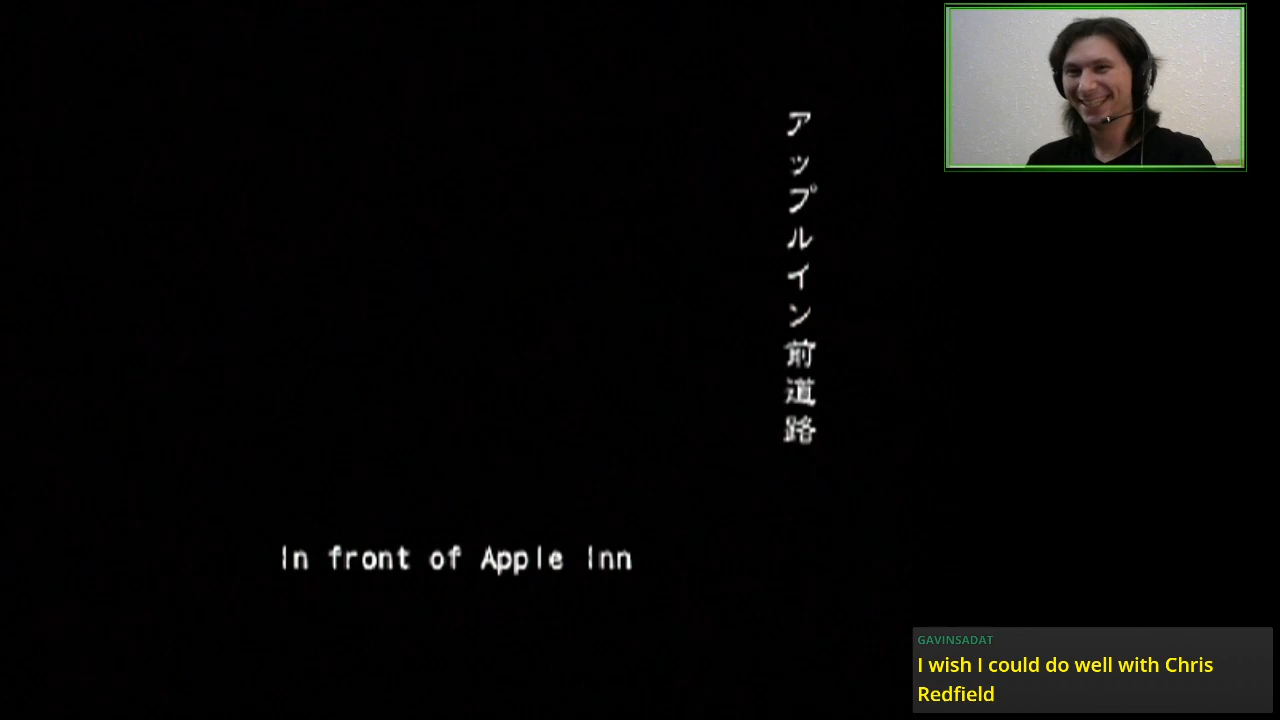 アップルイン前道路
In front of Apple Inn
GAVINSADAT
I wish I could do well with Chris
Redfield